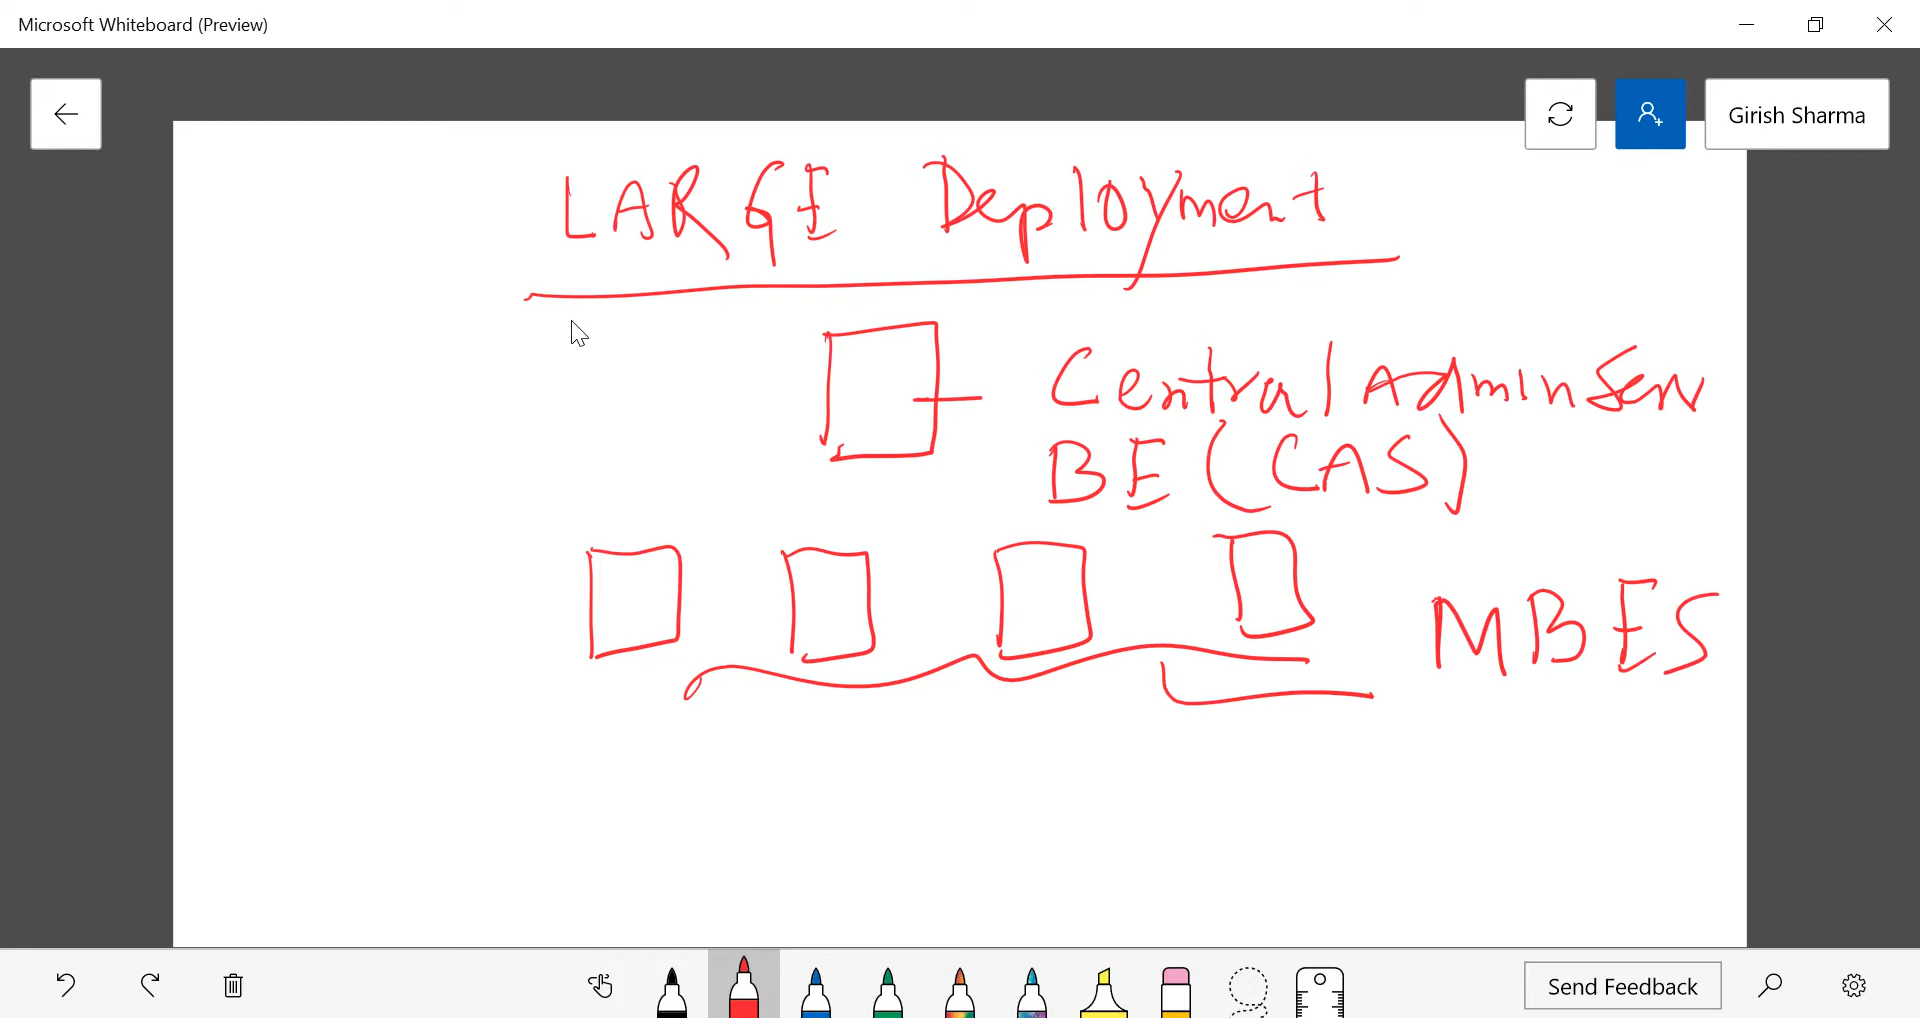 Microsoft Whiteboard (Preview)
Girish Sharma
LARGE Deployment
Central Admin Serv
BE (CAS)
MBES
Send Feedback